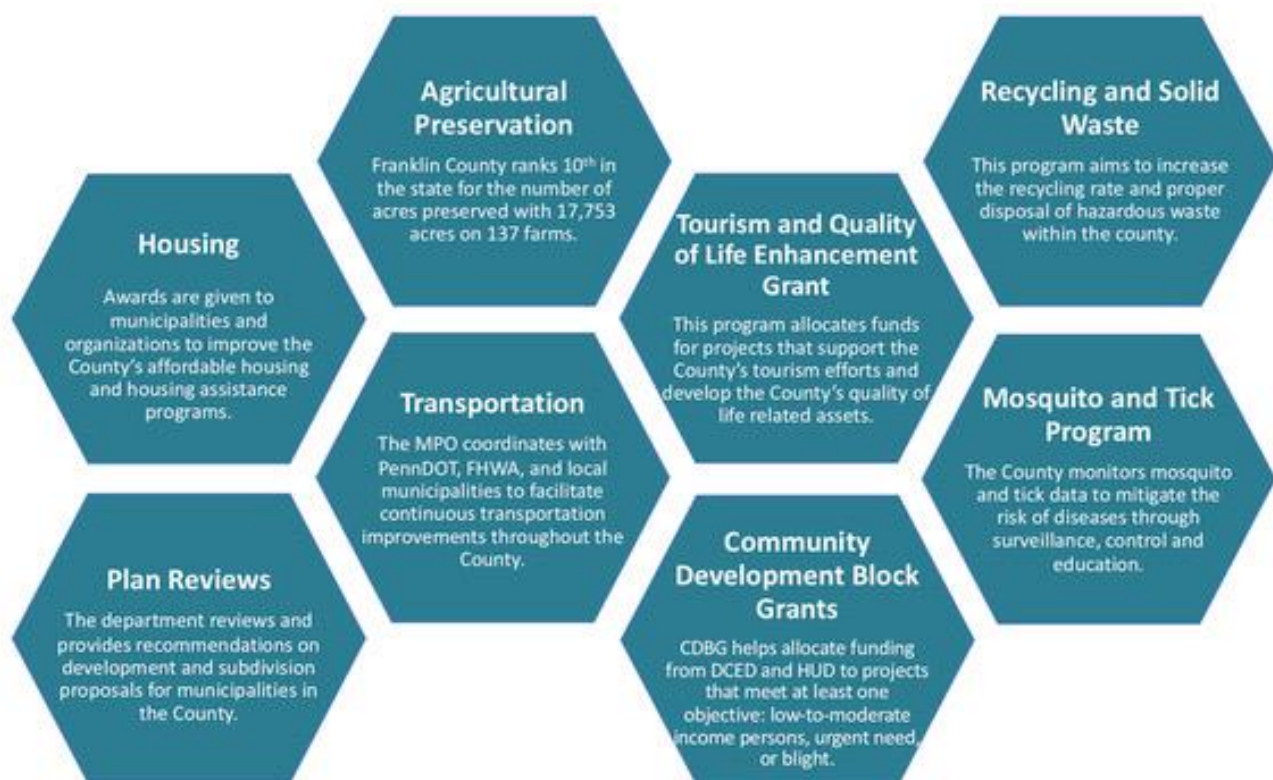 Agricultural
Preservation
Franklin County ranks 10th in
the state for the number of
acres preserved with 17,753
acres on 137 farms.
Recycling and Solid
Waste
This program aims to increase
the recycling rate and proper
disposal of hazardous waste
within the county.
Housing
Awards are given to
municipalities and
organizations to improve the
County's affordable housing
and housing assistance
programs.
Tourism and Quality
of Life Enhancement
Grant
This program allocates funds
for projects that support the
County's tourism efforts and
develop the County's quality of
life related assets.
Transportation
The MPO coordinates with
PennDOT, FHWA, and local
municipalities to facilitate
continuous transportation
improvements throughout the
County.
Mosquito and Tick
Program
The County monitors mosquito
and tick data to mitigate the
risk of diseases through
surveillance, control and
education.
Plan Reviews
The department reviews and
provides recommendations on
development and subdivision
proposals for municipalities in
the County.
Community
Development Block
Grants
CDBG helps allocate funding
from DCED and HUD to projects
that meet at least one
objective: low-to-moderate
income persons, urgent need,
or blight.